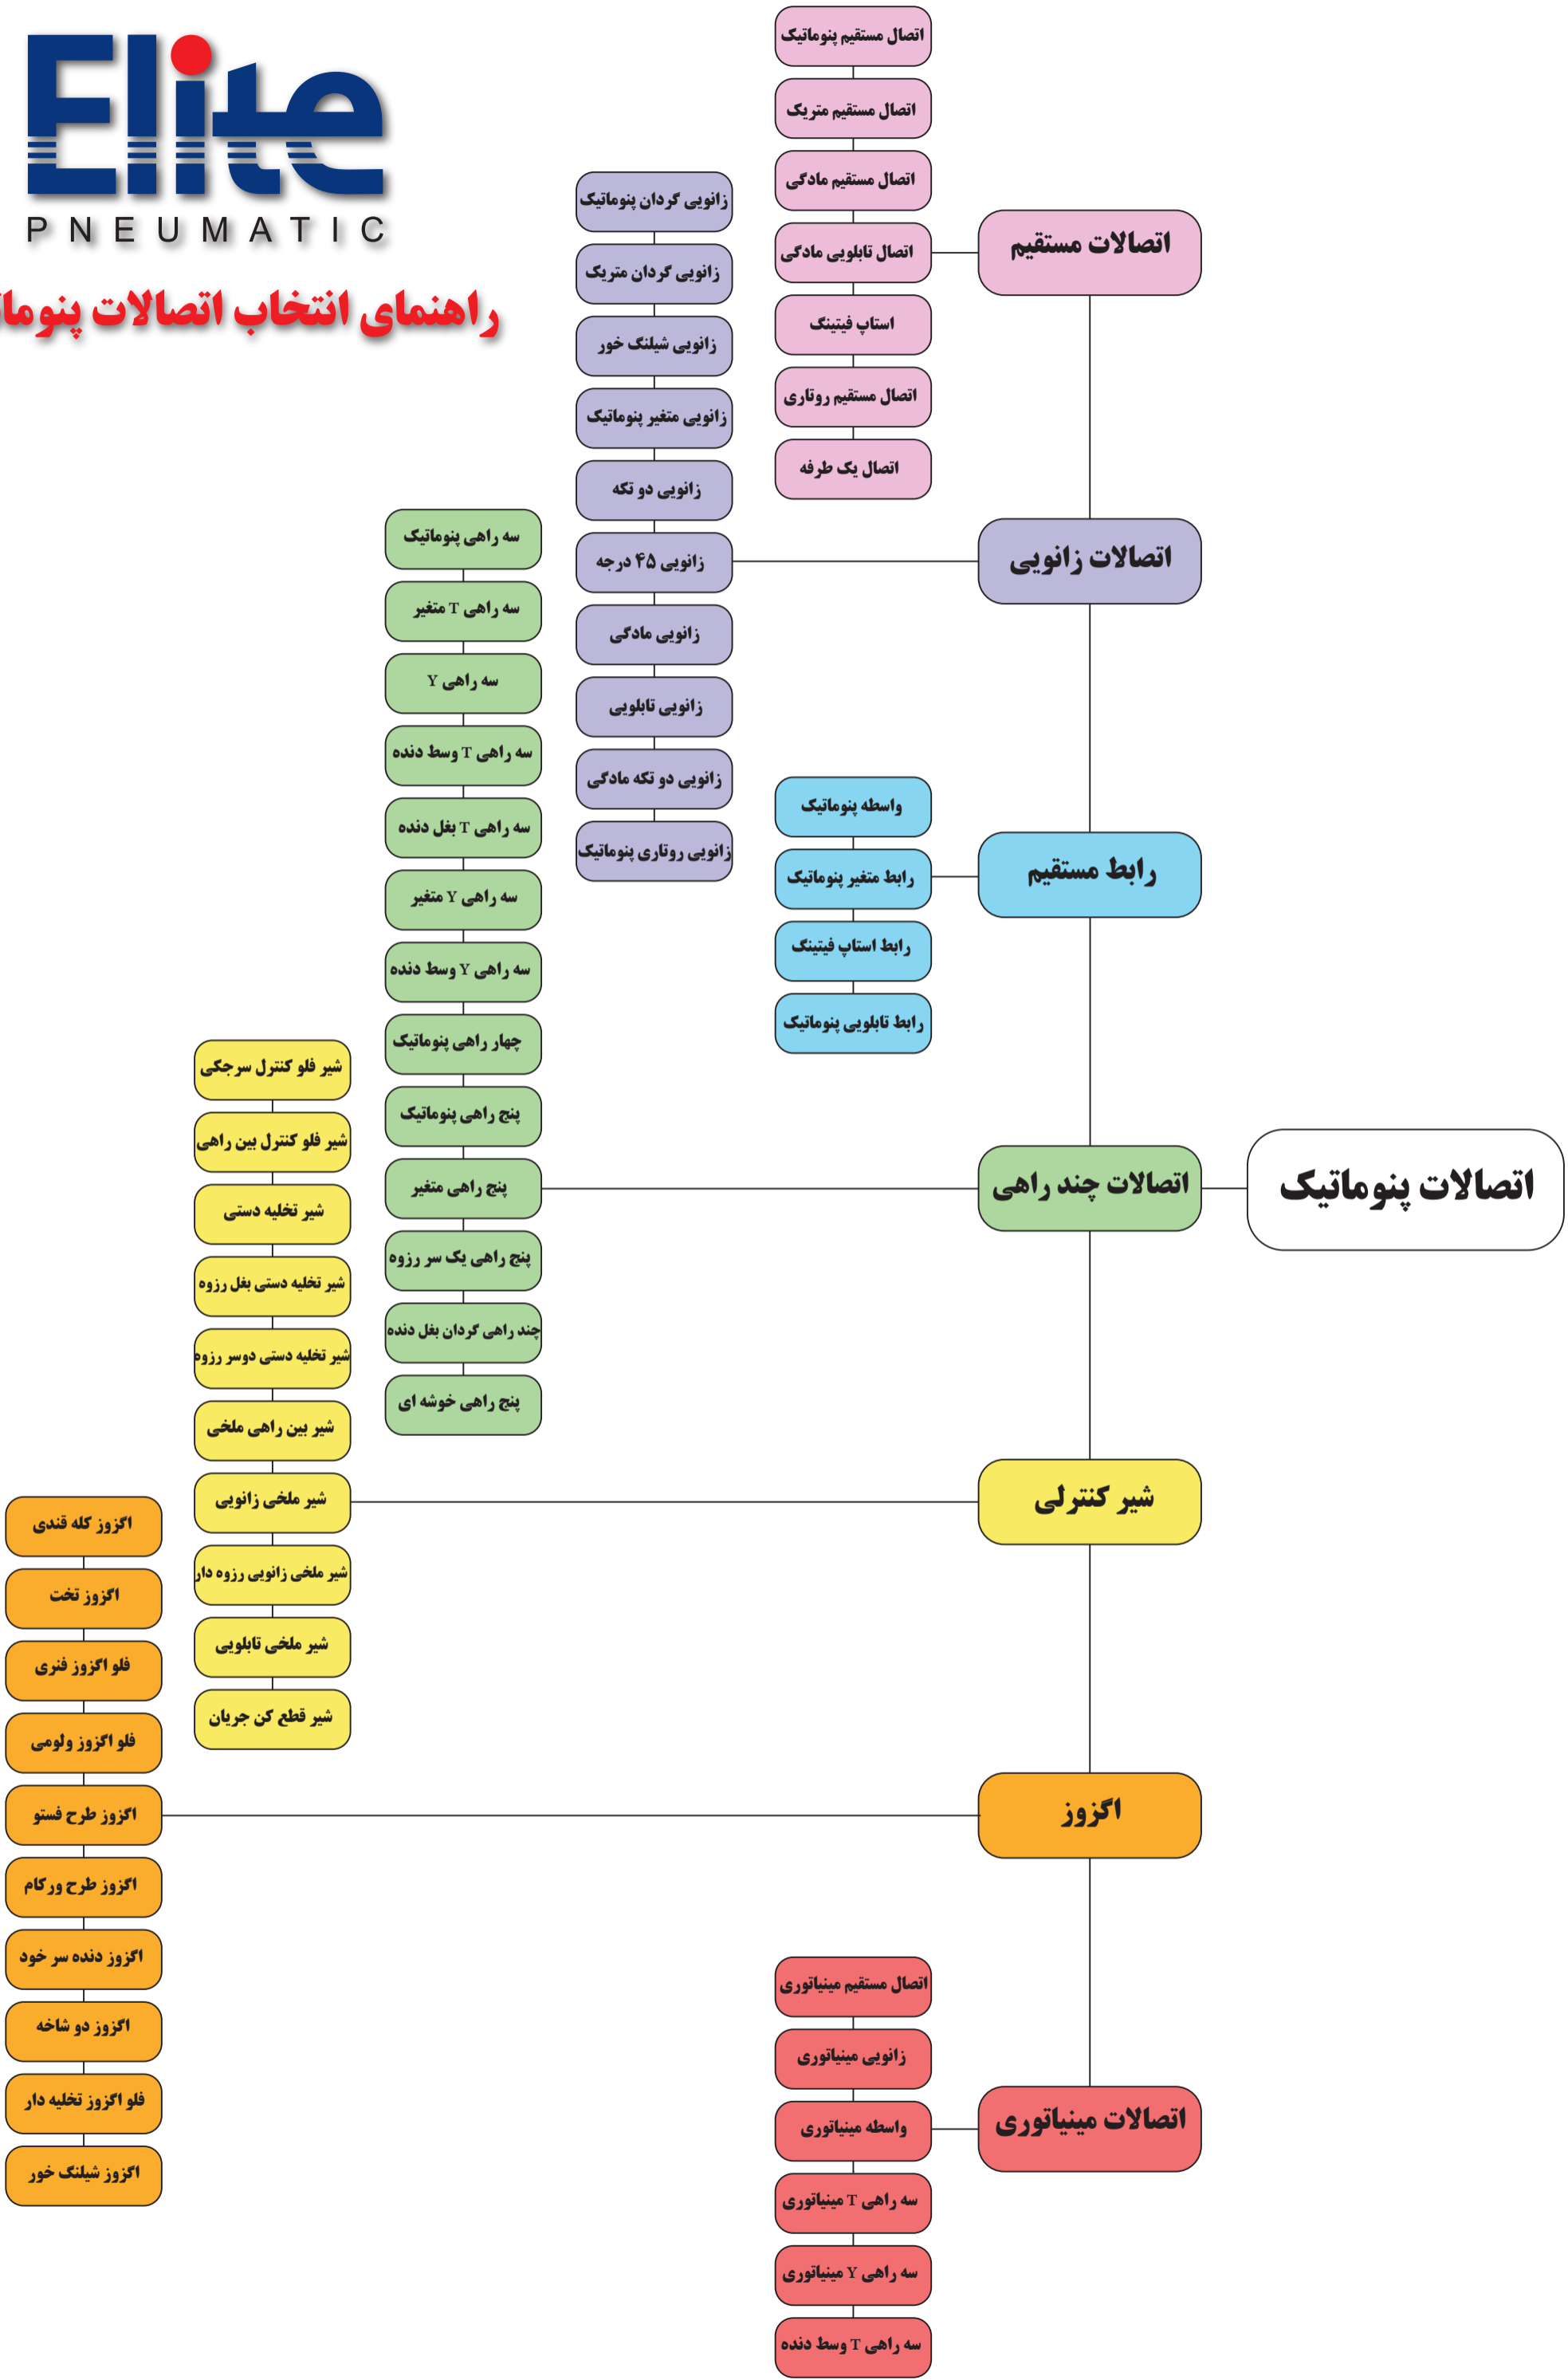 Elite
PNEUMATIC
راهنمای انتخاب اتصالات پنوما
اتصالات پنوماتیک
اتصالات مستقیم
اتصال مستقیم پنوماتیک
اتصال مستقیم متریک
اتصال مستقیم مادگی
اتصال تابلویی مادگی
استاپ فیتینگ
اتصال مستقیم روتاری
اتصال یک طرفه
اتصالات زانویی
زانویی گردان پنوماتیک
زانویی گردان متریک
زانویی شیلنگ خور
زانویی متغیر پنوماتیک
زانویی دو تکه
زانویی ۴۵ درجه
زانویی مادگی
زانویی تابلویی
زانویی دو تکه مادگی
زانویی روتاری پنوماتیک
رابط مستقیم
واسطه پنوماتیک
رابط متغیر پنوماتیک
رابط استاپ فیتینگ
رابط تابلویی پنوماتیک
اتصالات چند راهی
سه راهی پنوماتیک
سه راهی T متغیر
سه راهی Y
سه راهی T وسط دنده
سه راهی T بغل دنده
سه راهی Y متغیر
سه راهی Y وسط دنده
چهار راهی پنوماتیک
پنج راهی پنوماتیک
پنج راهی متغیر
پنج راهی یک سر رزوه
چند راهی گردان بغل دنده
پنج راهی خوشه ای
شیر کنترلی
شیر فلو کنترل سرجکی
شیر فلو کنترل بین راهی
شیر تخلیه دستی
شیر تخلیه دستی بغل رزوه
شیر تخلیه دستی دوسر رزوه
شیر بین راهی ملخی
شیر ملخی زانویی
شیر ملخی زانویی رزوه دار
شیر ملخی تابلویی
شیر قطع کن جریان
اگزوز
اگزوز کله قندی
اگزوز تخت
فلو اگزوز فنری
فلو اگزوز ولومی
اگزوز طرح فستو
اگزوز طرح ورکام
اگزوز دنده سر خود
اگزوز دو شاخه
فلو اگزوز تخلیه دار
اگزوز شیلنگ خور
اتصالات مینیاتوری
اتصال مستقیم مینیاتوری
زانویی مینیاتوری
واسطه مینیاتوری
سه راهی T مینیاتوری
سه راهی Y مینیاتوری
سه راهی T وسط دنده